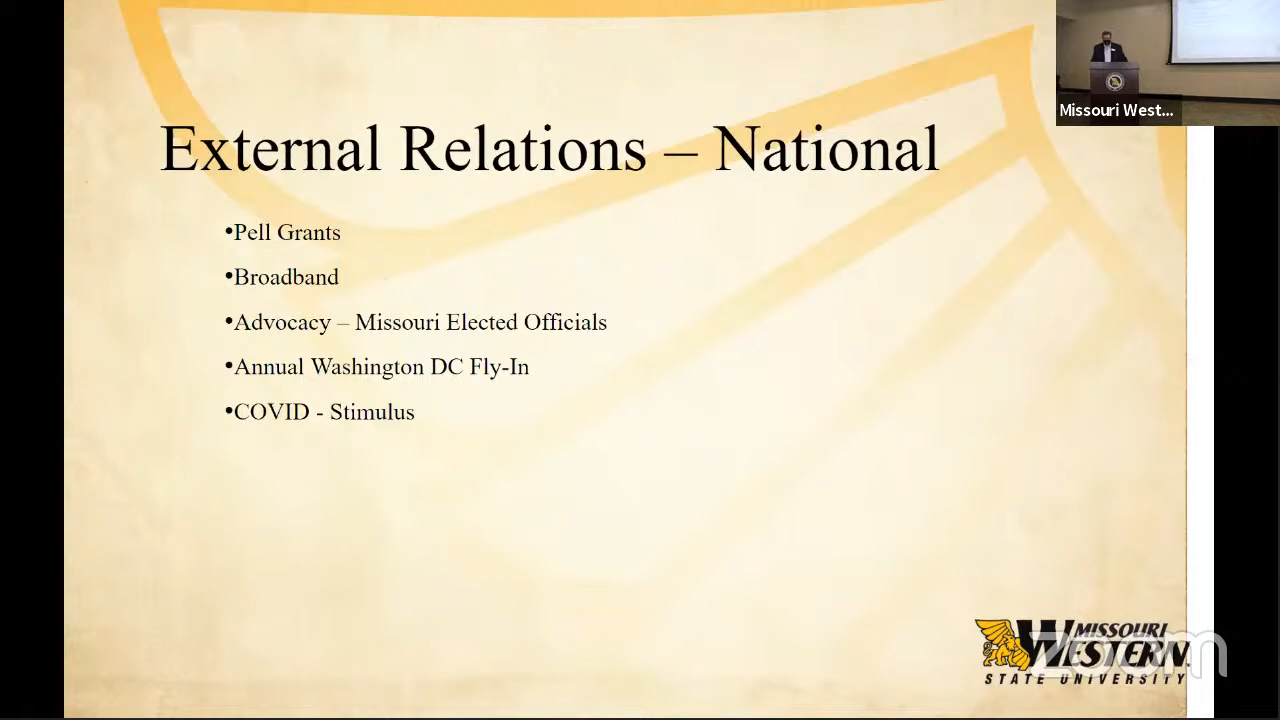 Missouri West...
External Relations – National
•Pell Grants
•Broadband
•Advocacy – Missouri Elected Officials
•Annual Washington DC Fly-In
•COVID - Stimulus
MISSOURI
WESTERN
STATE UNIVERSITY
zoom